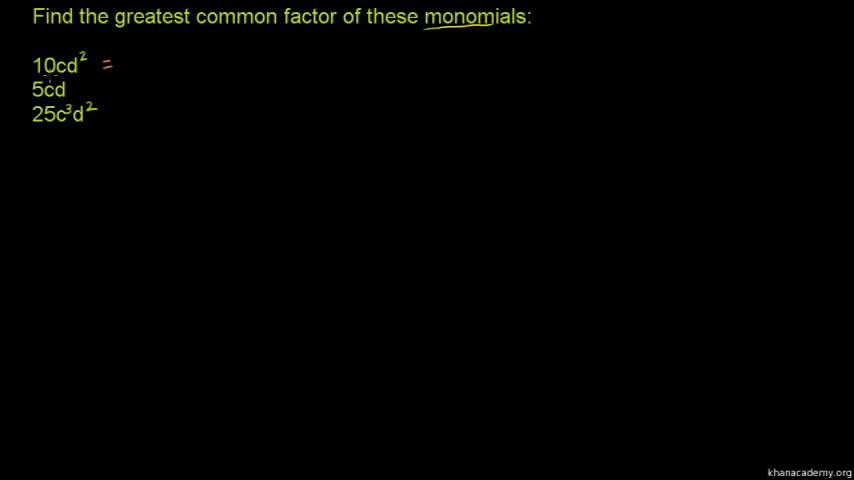 Find the greatest common factor of these monomials:
10cd² =
5cd
25c³d²
khanacademy.org